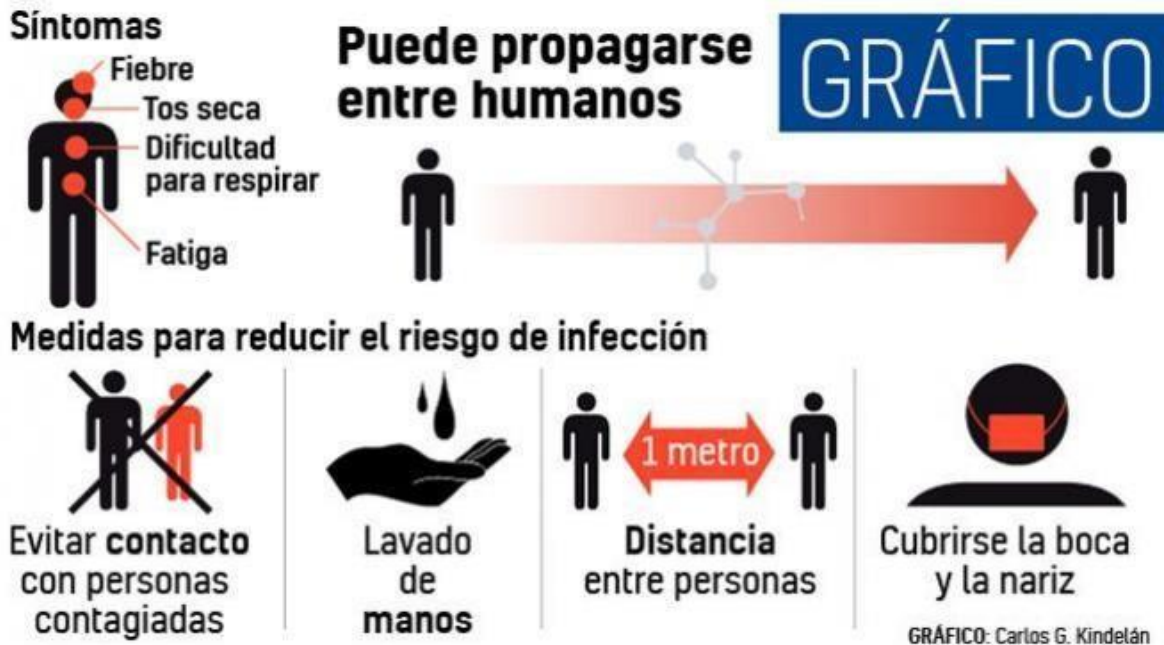 Síntomas
Fiebre
Tos seca
Dificultad
para respirar
Fatiga
Puede propagarse
entre humanos
GRÁFICO
Medidas para reducir el riesgo de infección
Evitar contacto
con personas
contagiadas
Lavado
de
manos
1 metro
Distancia
entre personas
Cubrirse la boca
y la nariz
GRÁFICO: Carlos G. Kindelán